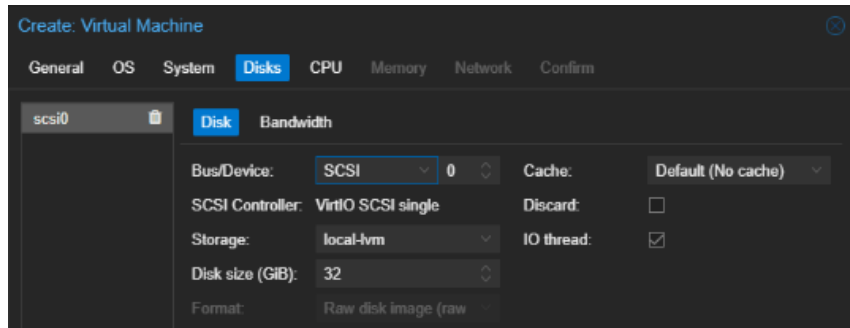 Create: Virtual Machine
General OS System Disks CPU Memory Network Confirm
scsi0
Disk Bandwidth
Bus/Device: SCSI 0 Cache: Default (No cache)
SCSI Controller: VirtIO SCSI single Discard:
Storage: local-lvm IO thread:
Disk size (GiB): 32
Format: Raw disk image (raw